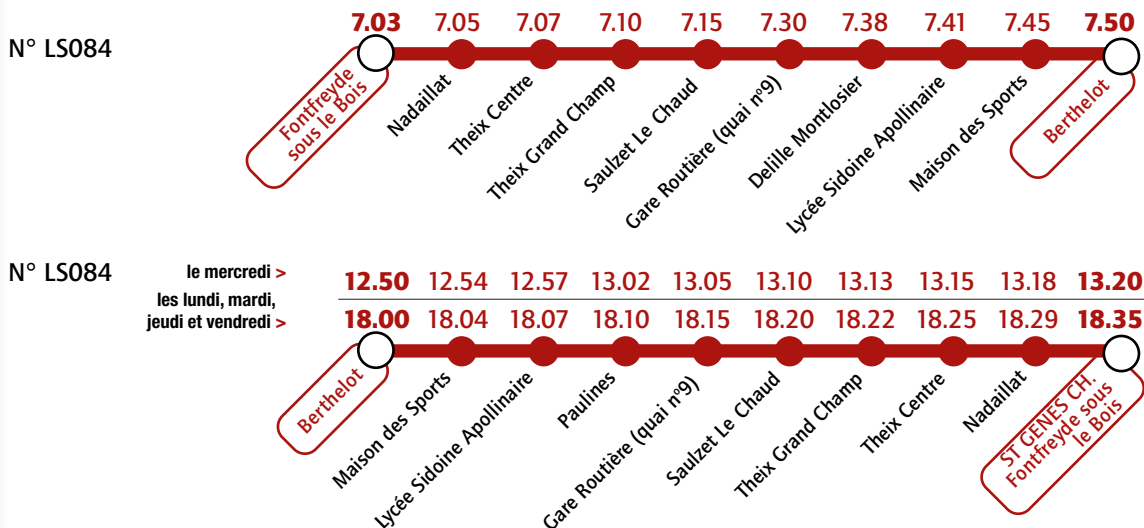 7.03 7.05 7.07 7.10 7.15 7.30 7.38 7.41 7.45 7.50
N° LS084
Fontfreyde
sous le Bois
Nadaillat
Theix Centre
Theix Grand Champ
Saulzet Le Chaud
Gare Routière (quai n°9)
Delille Montlosier
Lycée Sidoine Apollinaire
Maison des Sports
Berthelot
N° LS084
le mercredi > 12.50 12.54 12.57 13.02 13.05 13.10 13.13 13.15 13.18 13.20
les lundi, mardi,
jeudi et vendredi > 18.00 18.04 18.07 18.10 18.15 18.20 18.22 18.25 18.29 18.35
Berthelot
Maison des Sports
Lycée Sidoine Apollinaire
Paulines
Gare Routière (quai n°9)
Saulzet Le Chaud
Theix Grand Champ
Theix Centre
Nadaillat
ST GENES CH.
Fontfreyde sous
le Bois